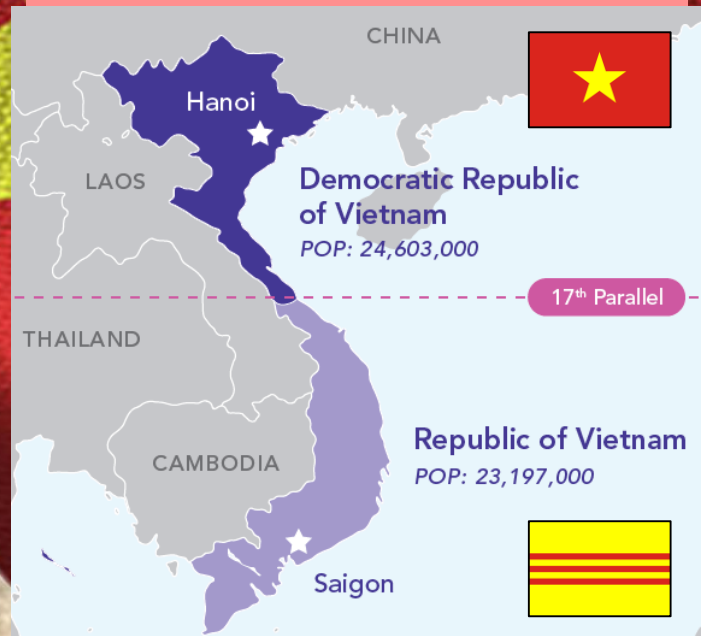 CHINA
Hanoi
LAOS
Democratic Republic
of Vietnam
POP: 24,603,000
17th Parallel
THAILAND
Republic of Vietnam
POP: 23,197,000
CAMBODIA
Saigon